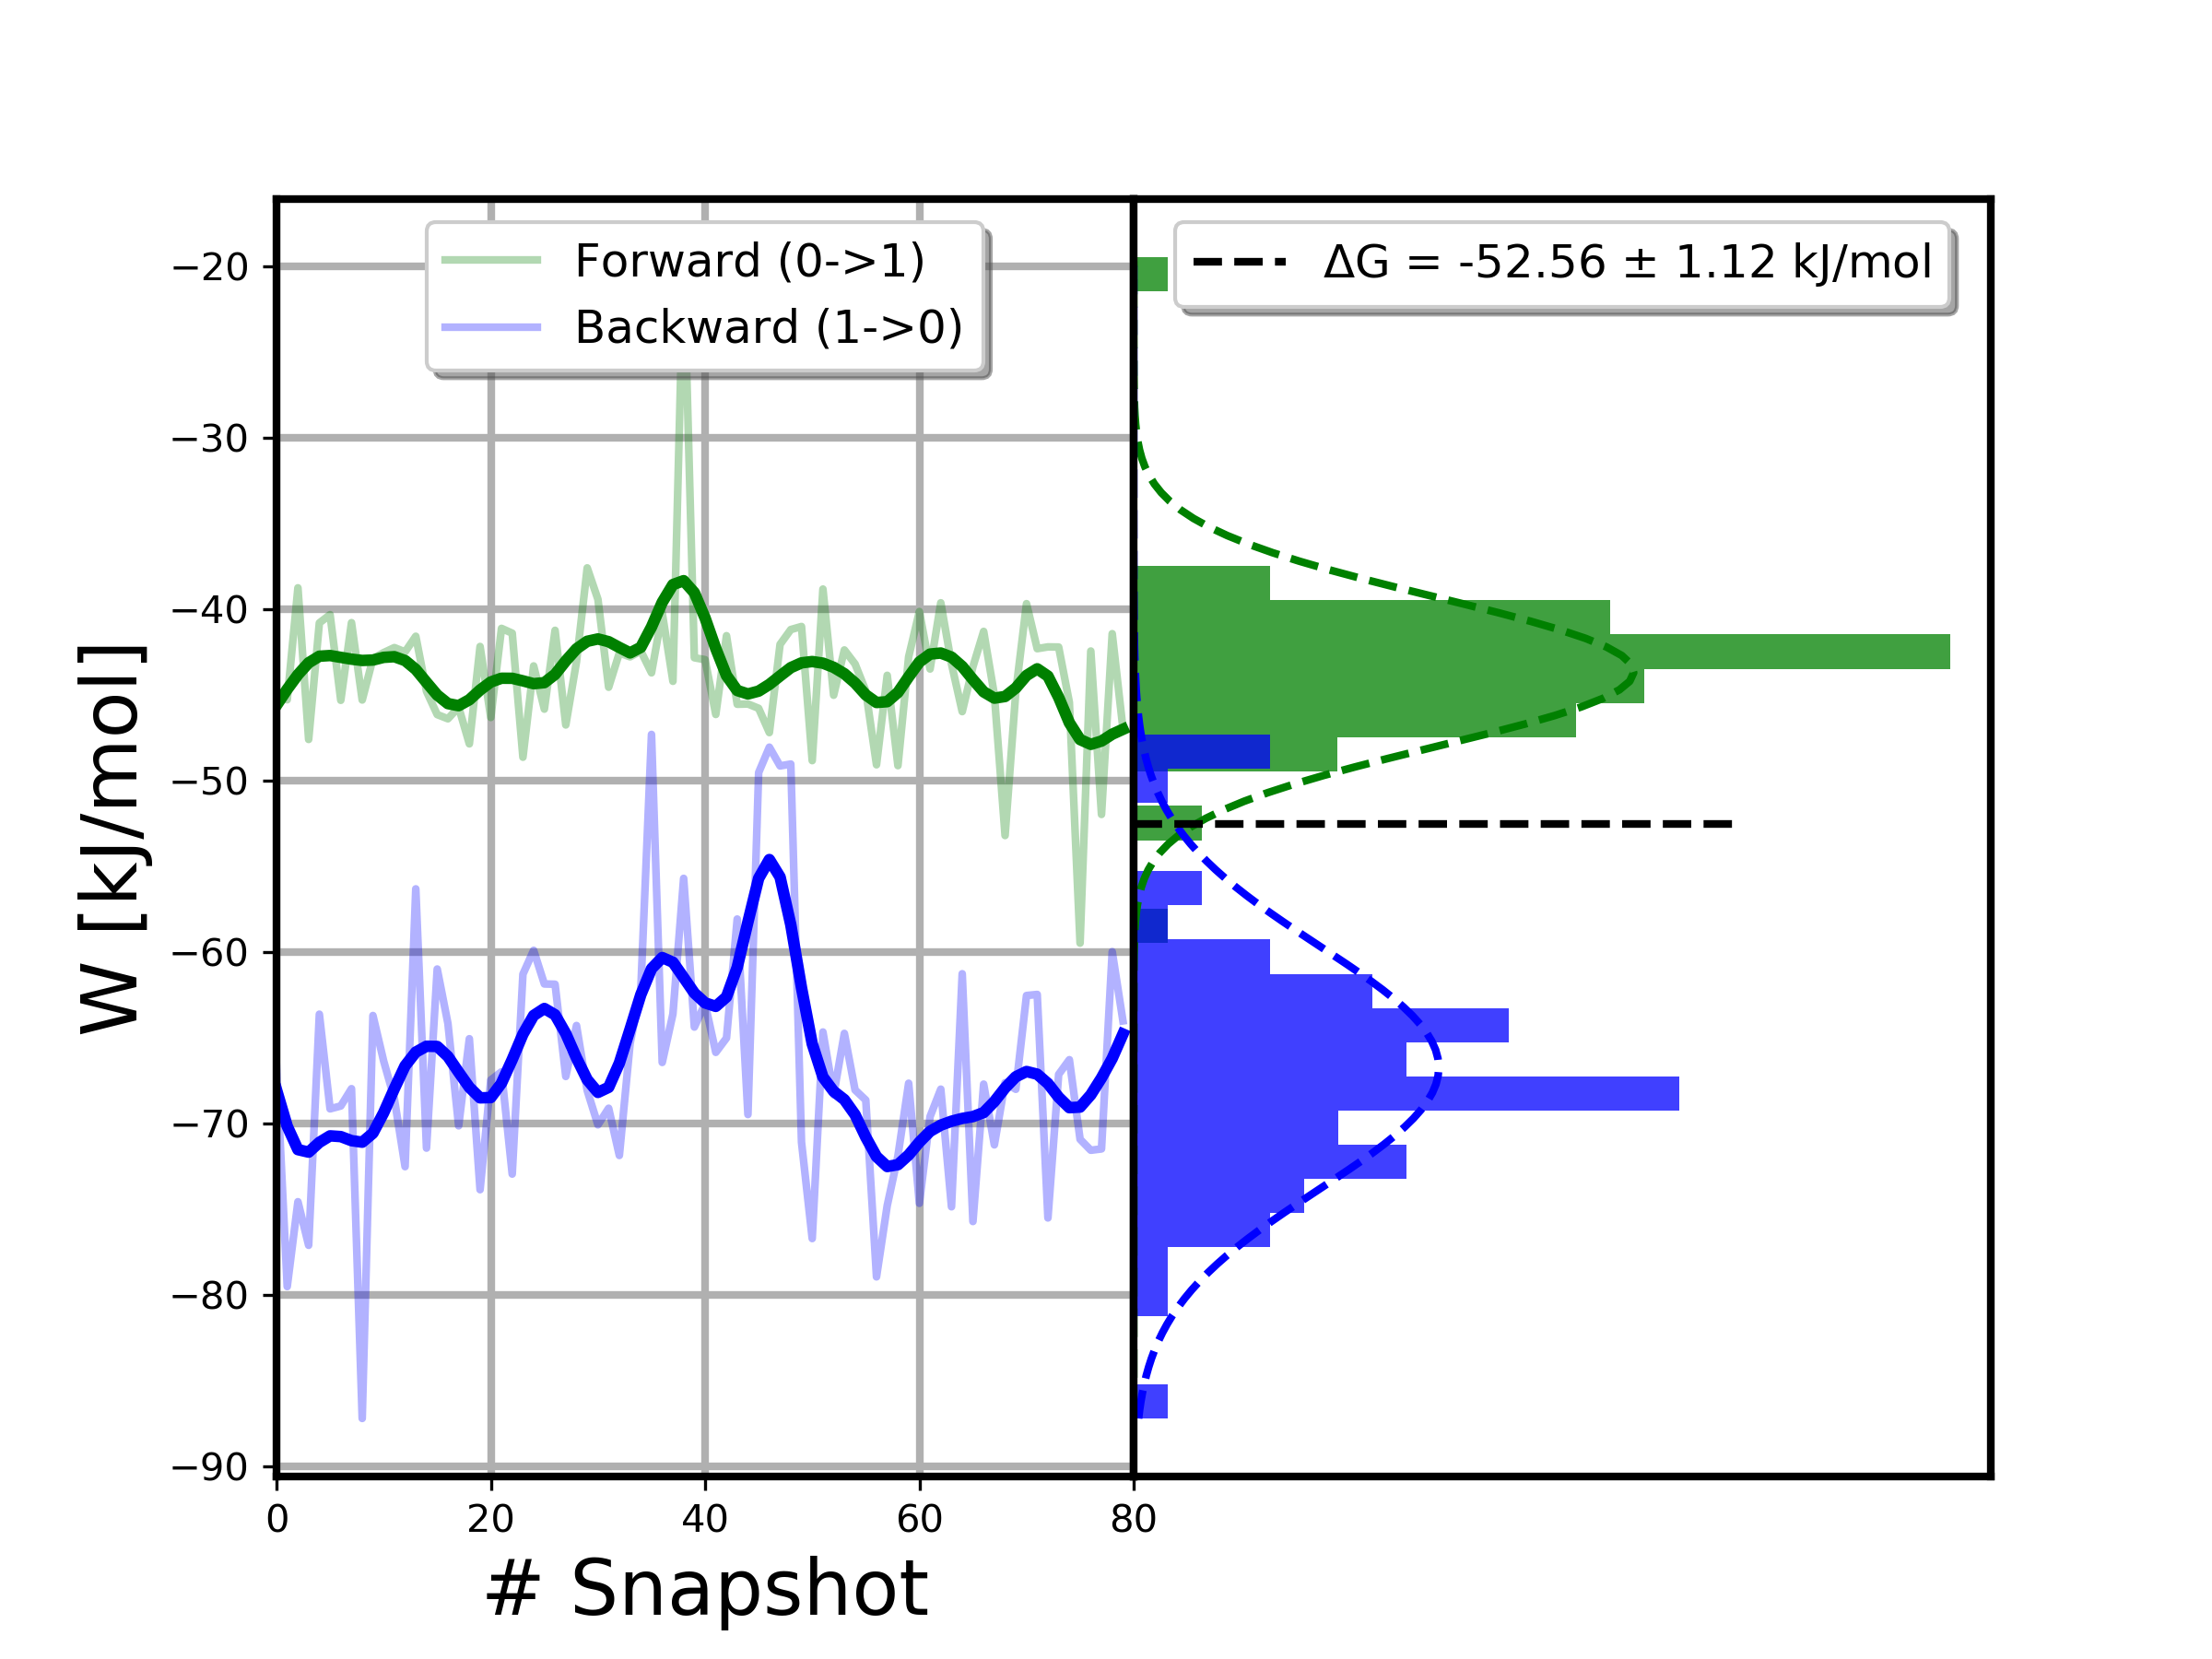 Forward (0->1)
Backward (1->0)
ΔG = -52.56 ± 1.12 kJ/mol
W [kJ/mol]
−20
−30
−40
−50
−60
−70
−80
−90
0 20 40 60 80
# Snapshot